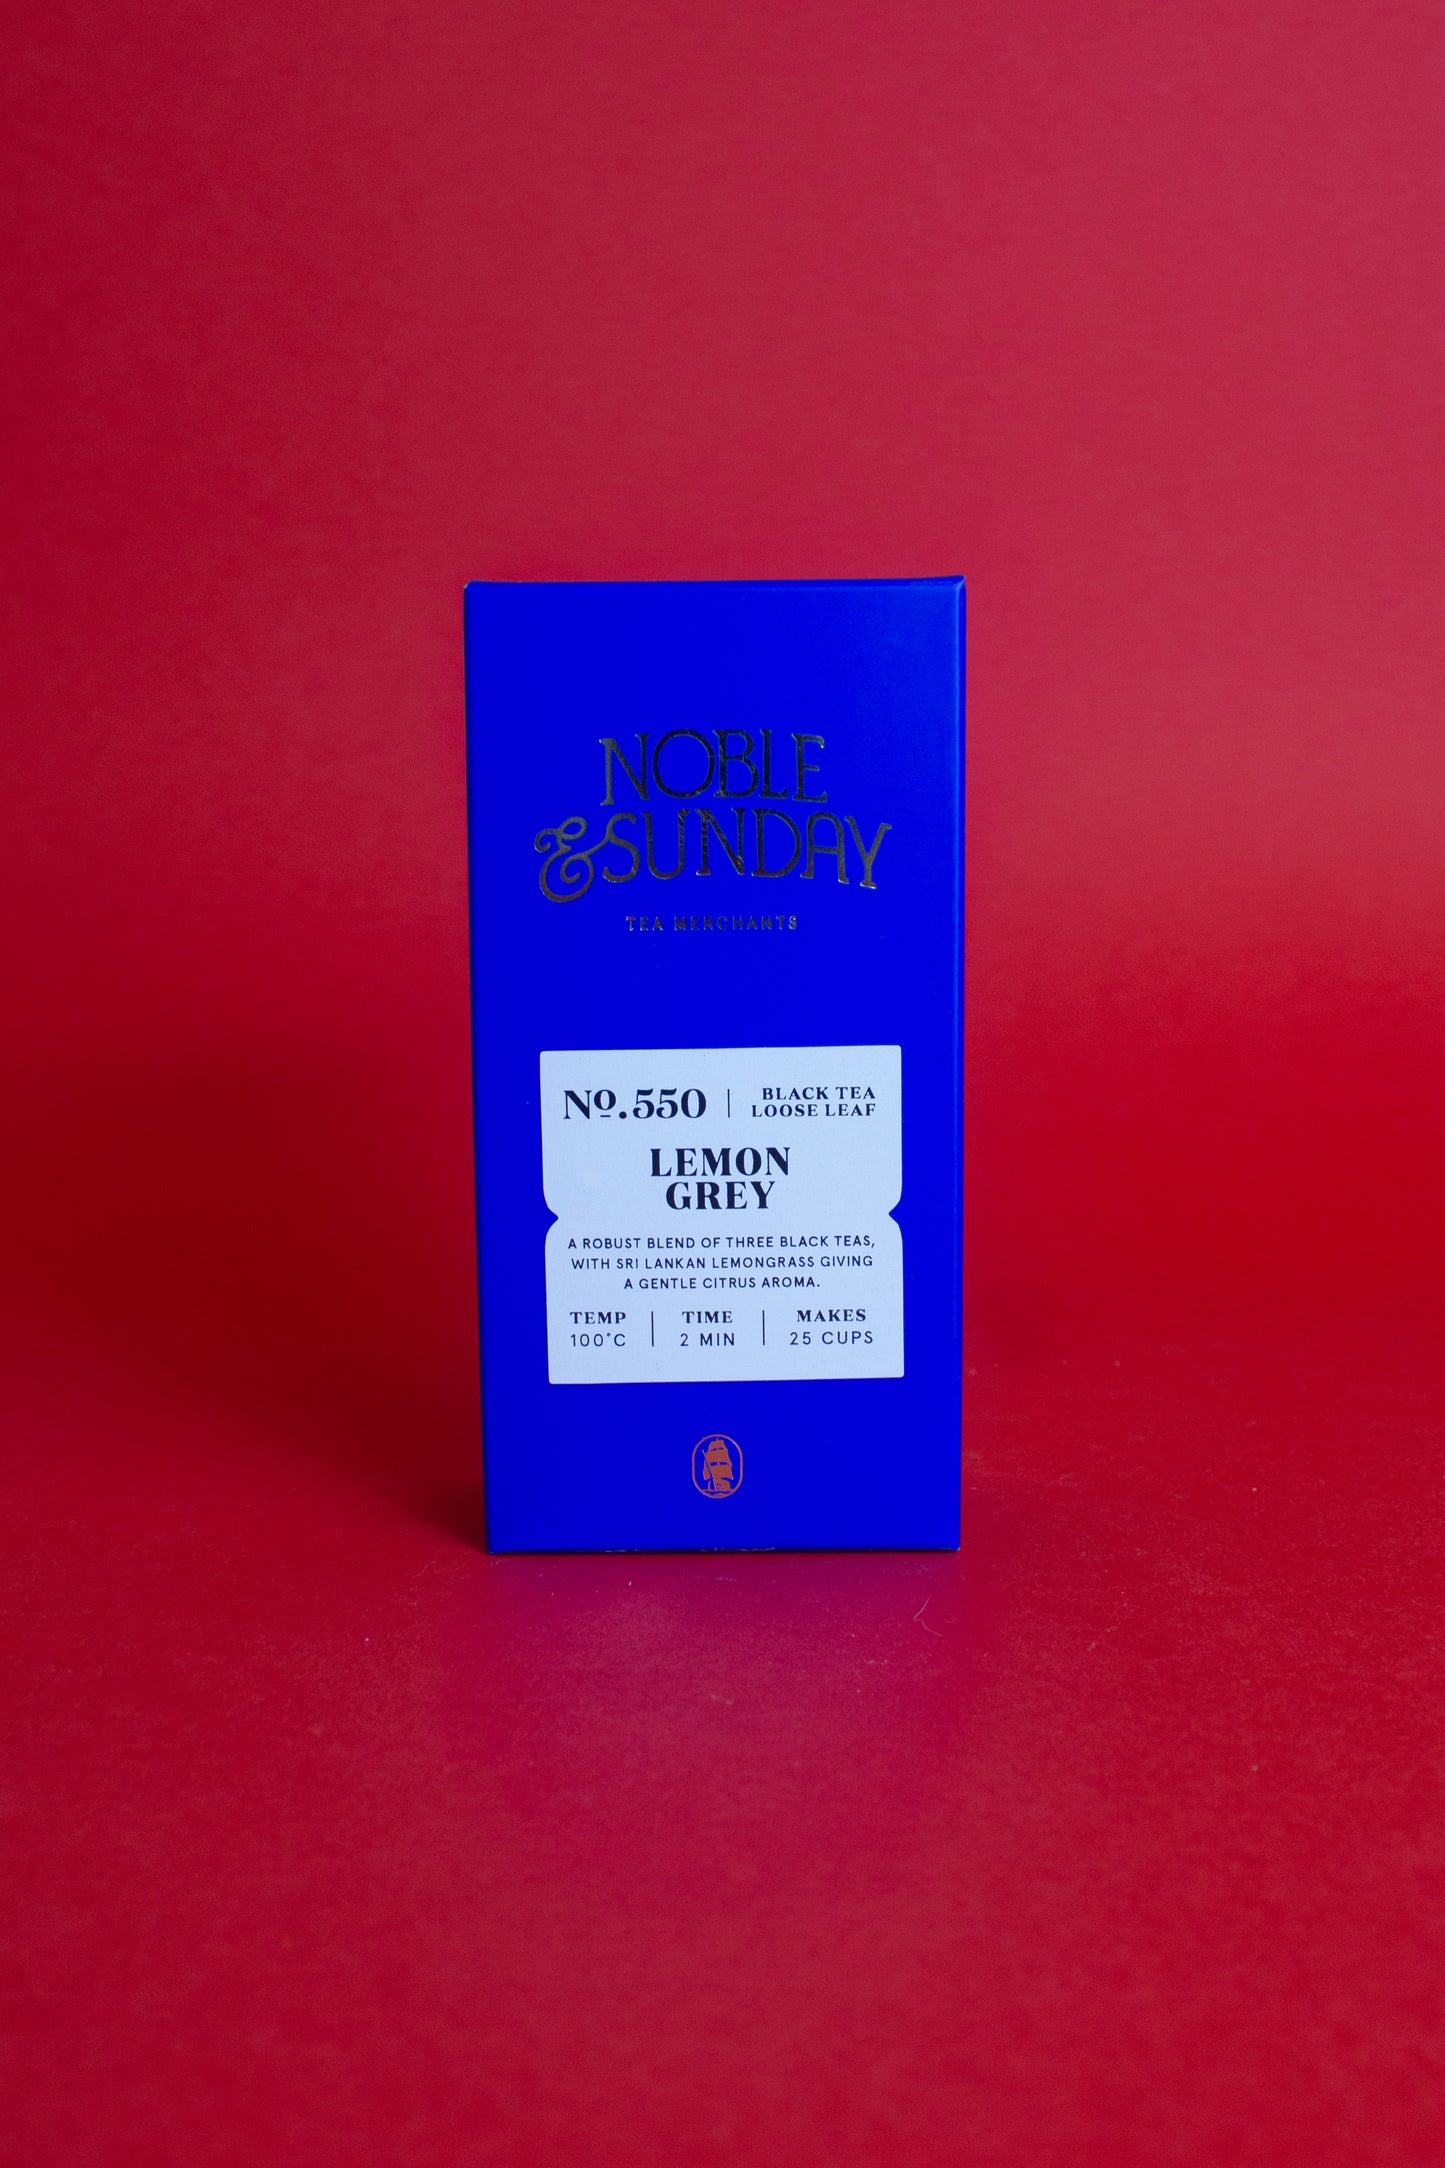 NOBLE
& SUNDAY
TEA MERCHANTS
Nº.550 | BLACK TEA
LOOSE LEAF
LEMON
GREY
A ROBUST BLEND OF THREE BLACK TEAS,
WITH SRI LANKAN LEMONGRASS GIVING
A GENTLE CITRUS AROMA.
TEMP | TIME | MAKES
100°C | 2 MIN | 25 CUPS